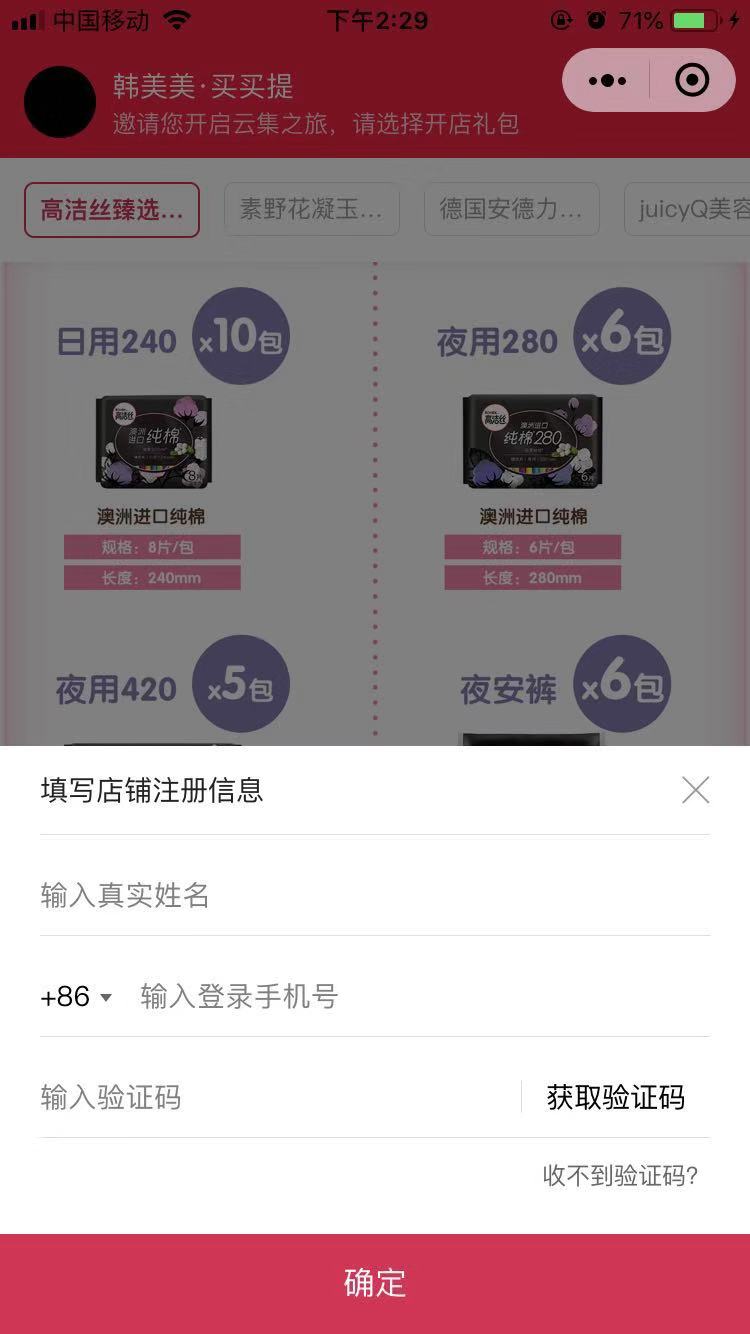 中国移动
下午2:29
71%
韩美美·买买提
邀请您开启云集之旅，请选择开店礼包
高洁丝臻选...
素野花凝玉...
德国安德力...
juicyQ美容
日用240 x10包
夜用280 x6包
高洁丝
澳洲进口纯棉
8片
高洁丝
澳洲进口
纯棉280
6片
澳洲进口纯棉
澳洲进口纯棉
规格：8片/包
规格：6片/包
长度：240mm
长度：280mm
夜用420 x5包
夜安裤 x6包
填写店铺注册信息
输入真实姓名
+86 输入登录手机号
输入验证码 获取验证码
收不到验证码?
确定